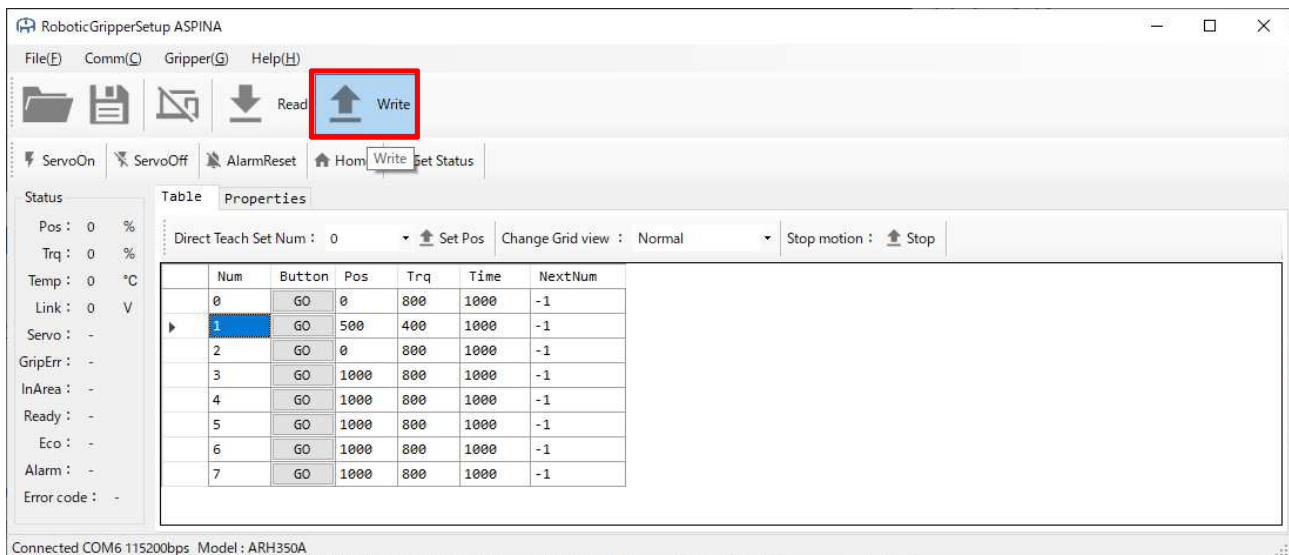 RoboticGripperSetup ASPINA
File(F) Comm(C) Gripper(G) Help(H)
Read Write
ServoOn ServoOff AlarmReset Hom Write Get Status
Status Table Properties
Direct Teach Set Num : 0 Set Pos Change Grid view : Normal Stop motion : Stop
Pos : 0 %
Trq : 0 %
Temp : 0 °C
Link : 0 V
Servo : -
GripErr : -
InArea : -
Ready : -
Eco : -
Alarm : -
Error code : -
Num Button Pos Trq Time NextNum
0 GO 0 800 1000 -1
1 GO 500 400 1000 -1
2 GO 0 800 1000 -1
3 GO 1000 800 1000 -1
4 GO 1000 800 1000 -1
5 GO 1000 800 1000 -1
6 GO 1000 800 1000 -1
7 GO 1000 800 1000 -1
Connected COM6 115200bps Model : ARH350A